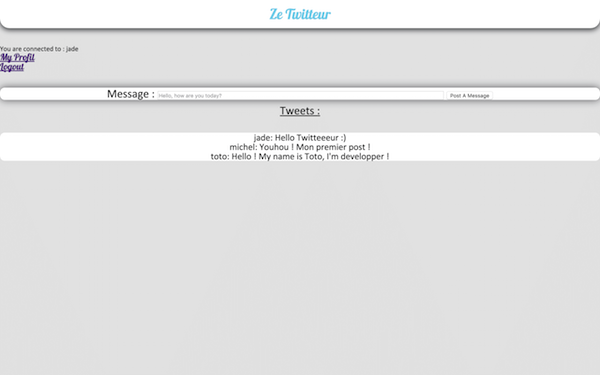 Ze Twitteur
You are connected to : jade
My Profil
Logout
Message : Hello, how are you today? Post A Message
Tweets :
jade: Hello Twitteeeur :)
michel: Youhou ! Mon premier post !
toto: Hello ! My name is Toto, I'm developper !